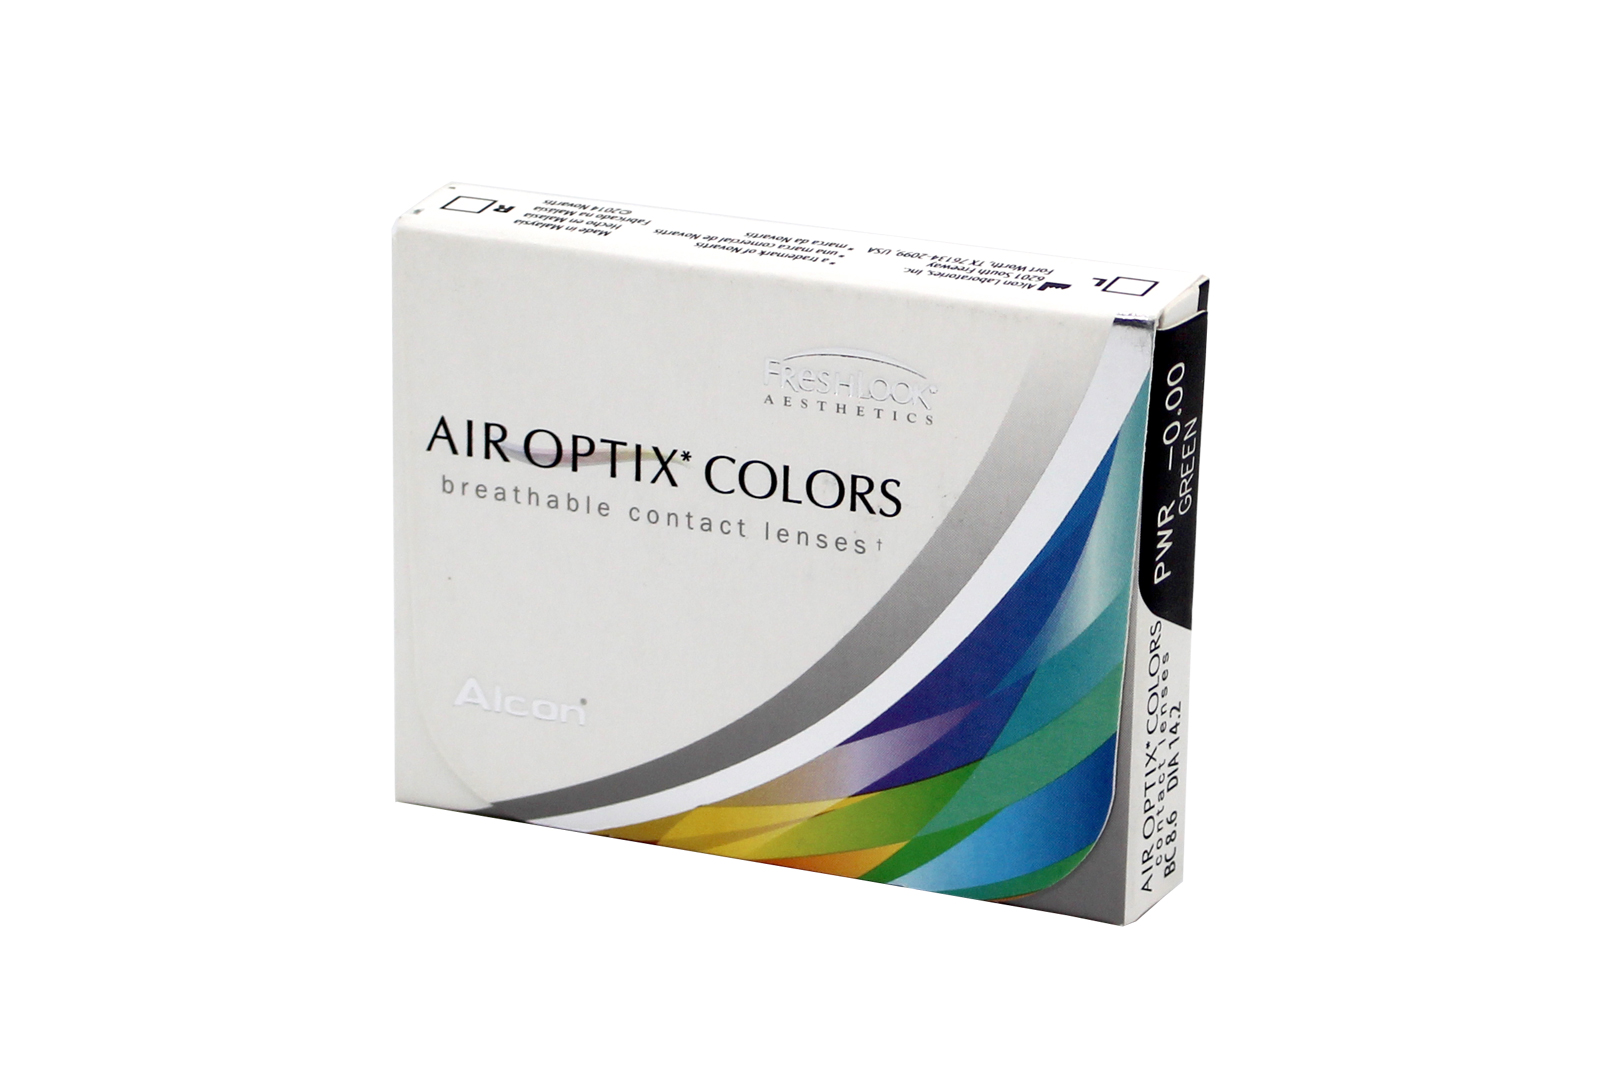 R
Made in Malaysia
Hecho en Malasia
Fabricado na Malásia
©2014 Novartis
* a trademark of Novartis
* una marca comercial de Novartis
* marca da Novartis
Alcon Laboratories, Inc.
6201 South Freeway
Fort Worth, TX 76134-2099, USA
L
FRESHLOOK®
AESTHETICS
AIR OPTIX* COLORS
breathable contact lenses†
Alcon®
PWR -0.00
GREEN
AIR OPTIX* COLORS
contact lenses
BC 8.6 DIA 14.2